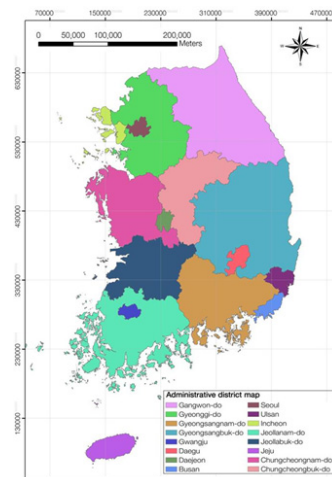 70000 150000 230000 310000 390000 470000
0 50,000 100,000 200,000
Meters
N
630000
530000
430000
330000
230000
130000
Administrative district map
Gangwon-do
Gyeonggi-do
Gyeongsangnam-do
Gyeongsangbuk-do
Gwangju
Daegu
Daejeon
Busan
Seoul
Ulsan
Incheon
Jeollanam-do
Jeollabuk-do
Jeju
Chungcheongnam-do
Chungcheongbuk-do